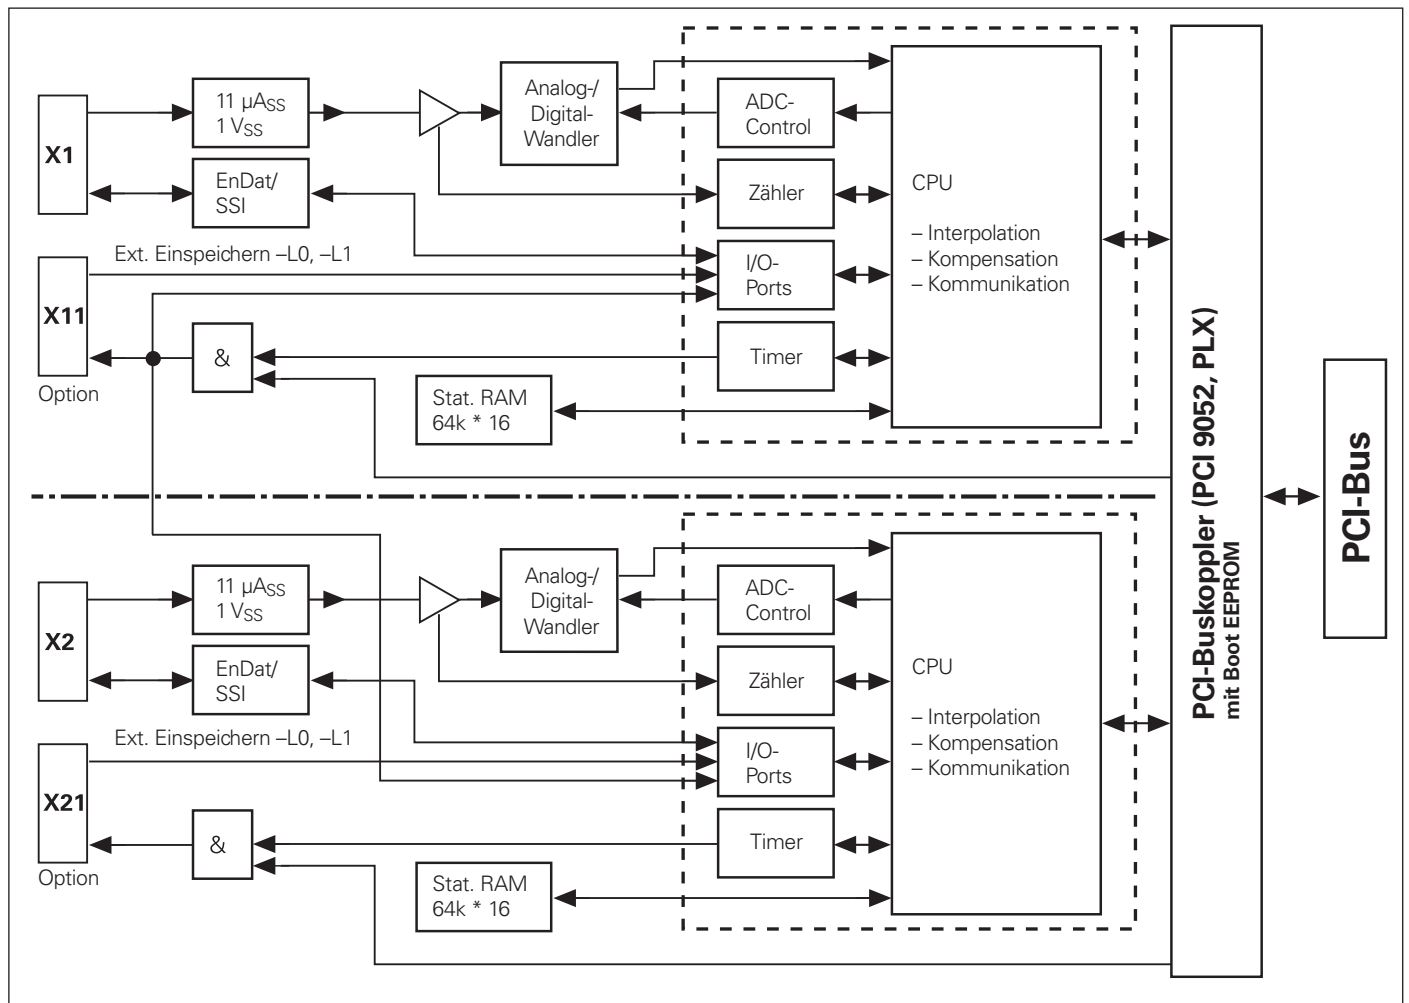 X1
11 µASS
1 VSS
EnDat/
SSI
Analog-/
Digital-
Wandler
ADC-
Control
Zähler
I/O-
Ports
Timer
CPU
– Interpolation
– Kompensation
– Kommunikation
Ext. Einspeichern –L0, –L1
X11
Option
&
Stat. RAM
64k * 16
X2
11 µASS
1 VSS
EnDat/
SSI
Analog-/
Digital-
Wandler
ADC-
Control
Zähler
I/O-
Ports
Timer
CPU
– Interpolation
– Kompensation
– Kommunikation
Ext. Einspeichern –L0, –L1
X21
Option
&
Stat. RAM
64k * 16
PCI-Buskoppler (PCI 9052, PLX)
mit Boot EEPROM
PCI-Bus